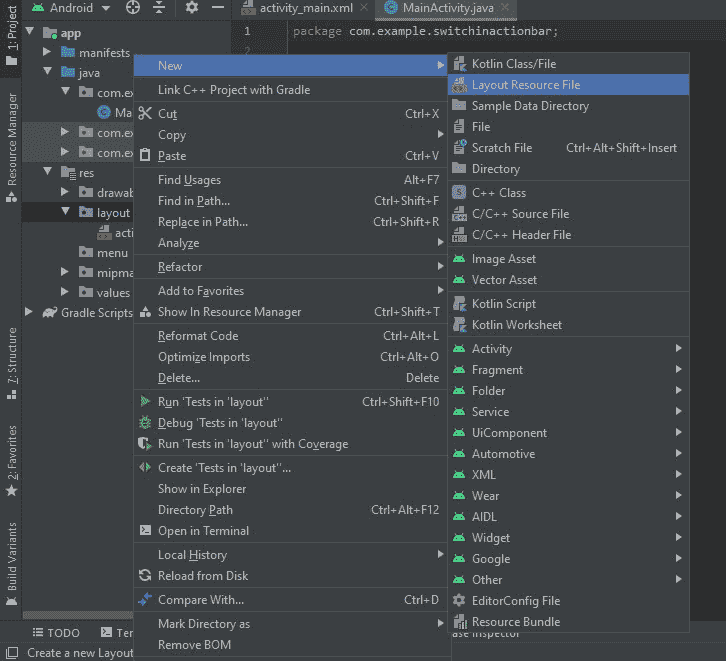 Android
activity_main.xml
MainActivity.java
1
package com.example.switchinactionbar;
2
1: Project
Resource Manager
7: Structure
2: Favorites
Build Variants
app
manifests
java
com.ex
Ma
com.ex
com.ex
res
drawab
layout
acti
menu
mipma
values
Gradle Scripts
New
Link C++ Project with Gradle
Cut Ctrl+X
Copy
Paste Ctrl+V
Find Usages Alt+F7
Find in Path... Ctrl+Shift+F
Replace in Path... Ctrl+Shift+R
Analyze
Refactor
Add to Favorites
Show In Resource Manager Ctrl+Shift+T
Reformat Code Ctrl+Alt+L
Optimize Imports Ctrl+Alt+O
Delete... Delete
Run 'Tests in 'layout'' Ctrl+Shift+F10
Debug 'Tests in 'layout''
Run 'Tests in 'layout'' with Coverage
Create 'Tests in 'layout''...
Show in Explorer
Directory Path Ctrl+Alt+F12
Open in Terminal
Local History
Reload from Disk
Compare With... Ctrl+D
Mark Directory as
Remove BOM
Kotlin Class/File
Layout Resource File
Sample Data Directory
File
Scratch File Ctrl+Alt+Shift+Insert
Directory
C++ Class
C/C++ Source File
C/C++ Header File
Image Asset
Vector Asset
Kotlin Script
Kotlin Worksheet
Activity
Fragment
Folder
Service
UiComponent
Automotive
XML
Wear
AIDL
Widget
Google
Other
EditorConfig File
Resource Bundle
TODO
Ter
ase Inspector
Create a new Layout